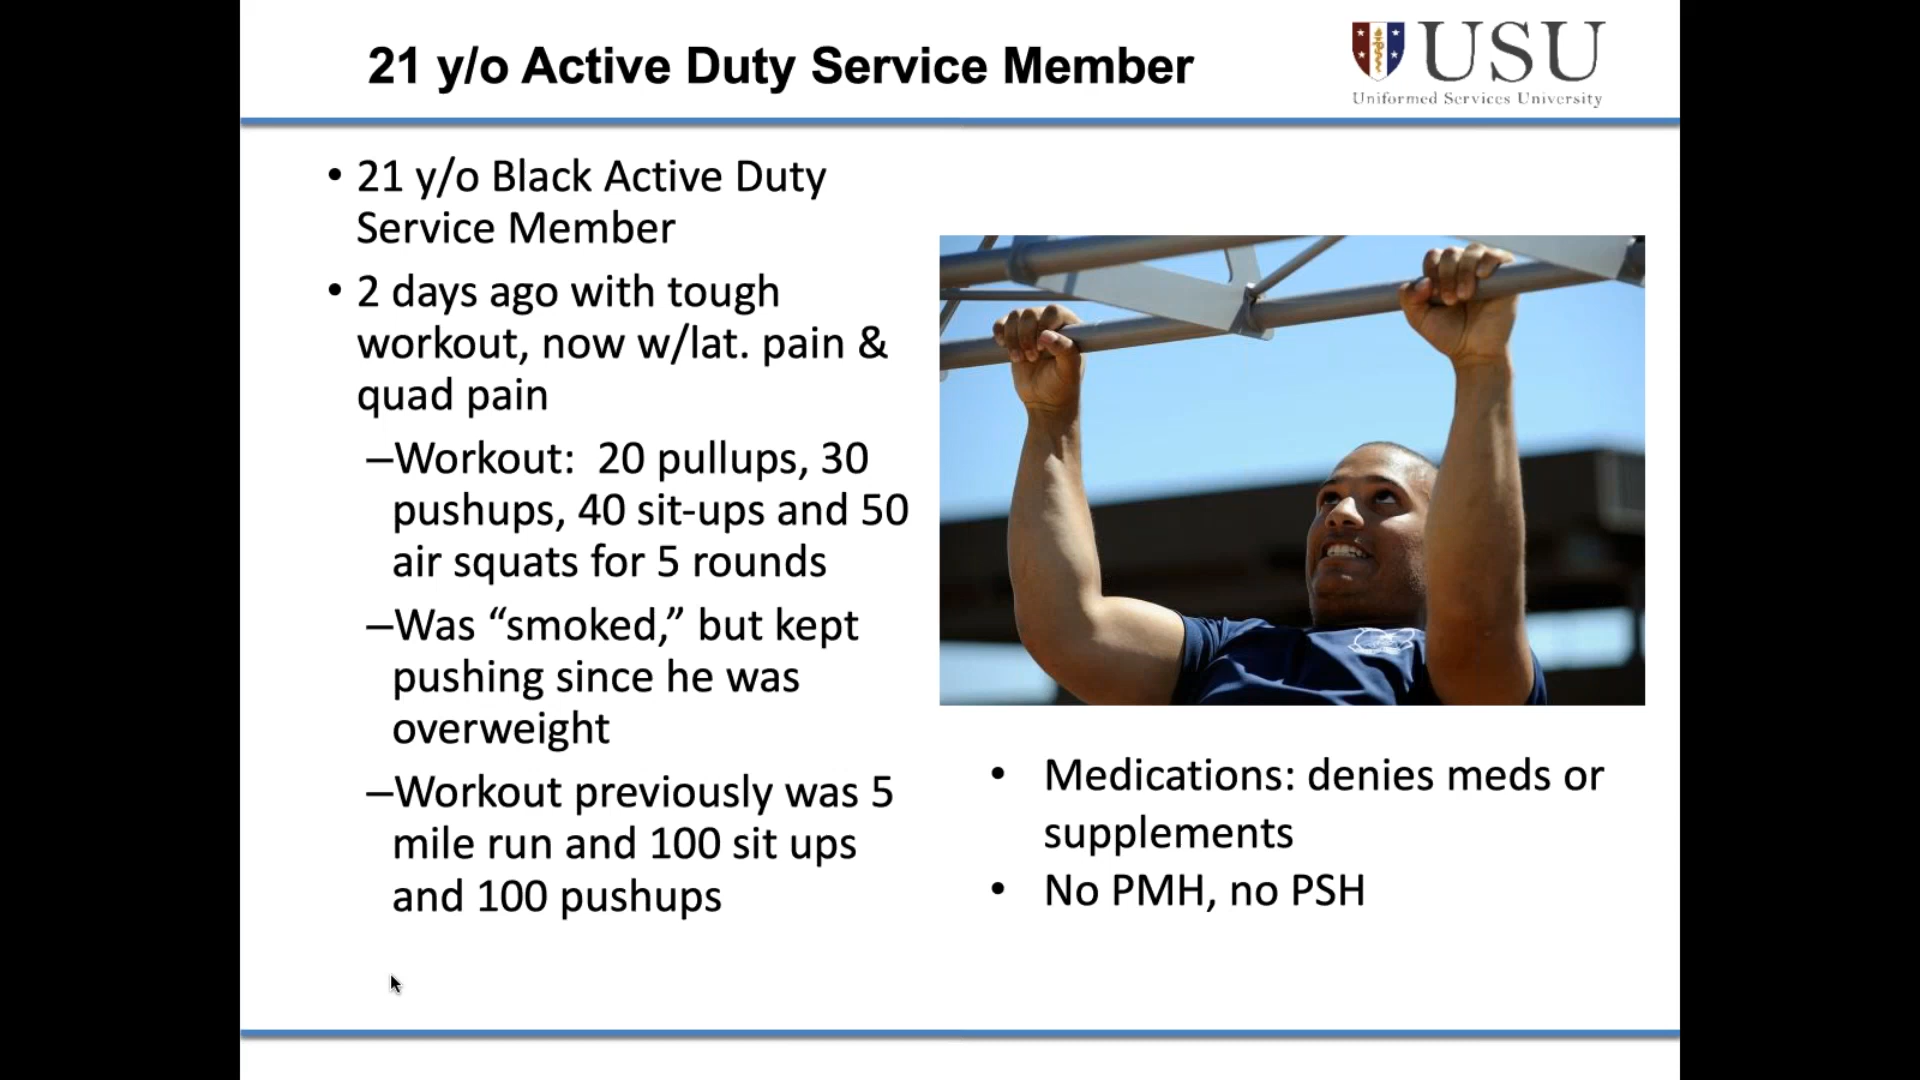 21 y/o Active Duty Service Member
USU
Uniformed Services University
• 21 y/o Black Active Duty
Service Member
• 2 days ago with tough
workout, now w/lat. pain &
quad pain
–Workout:  20 pullups, 30
pushups, 40 sit-ups and 50
air squats for 5 rounds
–Was “smoked,” but kept
pushing since he was
overweight
–Workout previously was 5
mile run and 100 sit ups
and 100 pushups
• Medications: denies meds or
supplements
• No PMH, no PSH